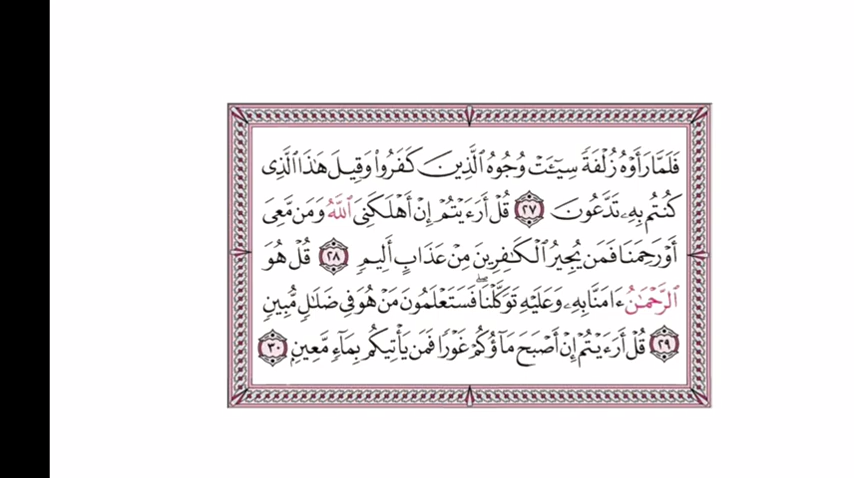 فَلَمَّا رَأَوْهُ زُلْفَةً سِيٓـَٔتْ وُجُوهُ ٱلَّذِينَ كَفَرُوا۟ وَقِيلَ هَٰذَا ٱلَّذِى
كُنتُم بِهِۦ تَدَّعُونَ ٢٧ قُلْ أَرَءَيْتُمْ إِنْ أَهْلَكَنِىَ ٱللَّهُ وَمَن مَّعِىَ
أَوْ رَحِمَنَا فَمَن يُجِيرُ ٱلْكَٰفِرِينَ مِنْ عَذَابٍ أَلِيمٍ ٢٨ قُلْ هُوَ
ٱلرَّحْمَٰنُ ءَامَنَّا بِهِۦ وَعَلَيْهِ تَوَكَّلْنَا ۖ فَسَتَعْلَمُونَ مَنْ هُوَ فِى ضَلَٰلٍ مُّبِينٍ
٢٩ قُلْ أَرَءَيْتُمْ إِنْ أَصْبَحَ مَآؤُكُمْ غَوْرًا فَمَن يَأْتِيكُم بِمَآءٍ مَّعِينٍ ٣٠